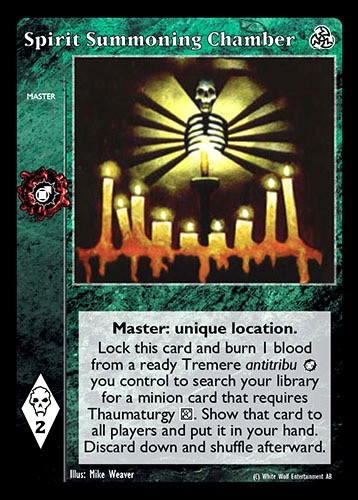 Spirit Summoning Chamber
MASTER
Master: unique location.
Lock this card and burn 1 blood
from a ready Tremere antitribu
you control to search your library
for a minion card that requires
Thaumaturgy. Show that card to
all players and put it in your hand.
Discard down and shuffle afterward.
2
Illus: Mike Weaver
(C) White Wolf Entertainment AB